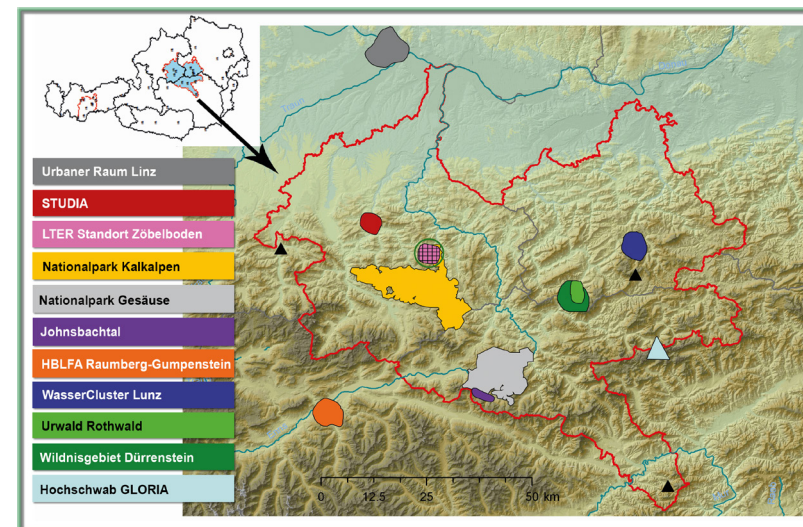 Urbaner Raum Linz
STUDIA
LTER Standort Zöbelboden
Nationalpark Kalkalpen
Nationalpark Gesäuse
Johnsbachtal
HBLFA Raumberg-Gumpenstein
WasserCluster Lunz
Urwald Rothwald
Wildnisgebiet Dürrenstein
Hochschwab GLORIA
0 12.5 25 50 km